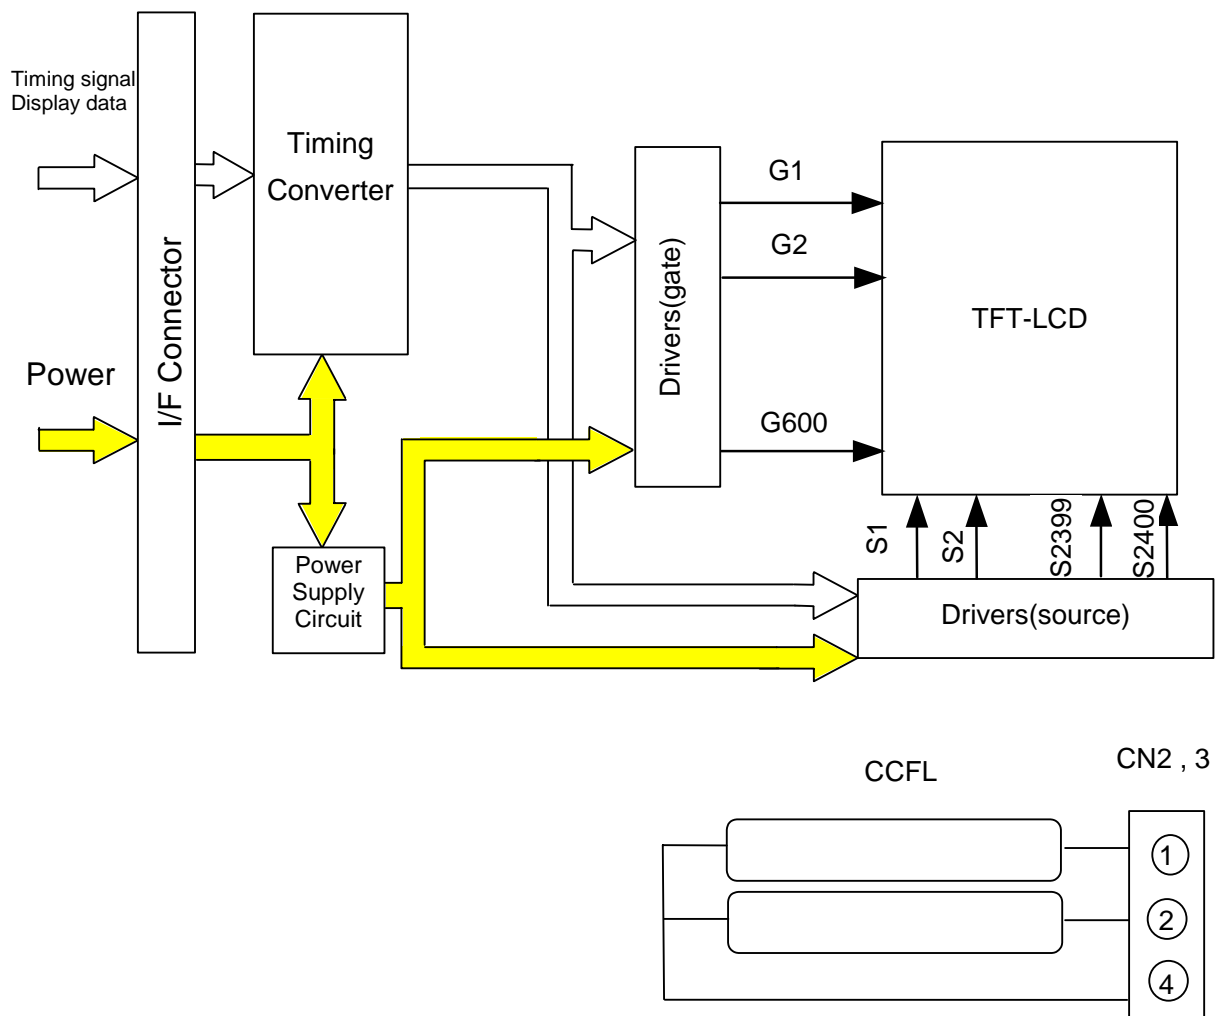 Timing signal
Display data
Power
I/F Connector
Timing
Converter
Power
Supply
Circuit
Drivers(gate)
G1
G2
G600
TFT-LCD
S1
S2
S2399
S2400
Drivers(source)
CCFL
CN2 , 3
1
2
4